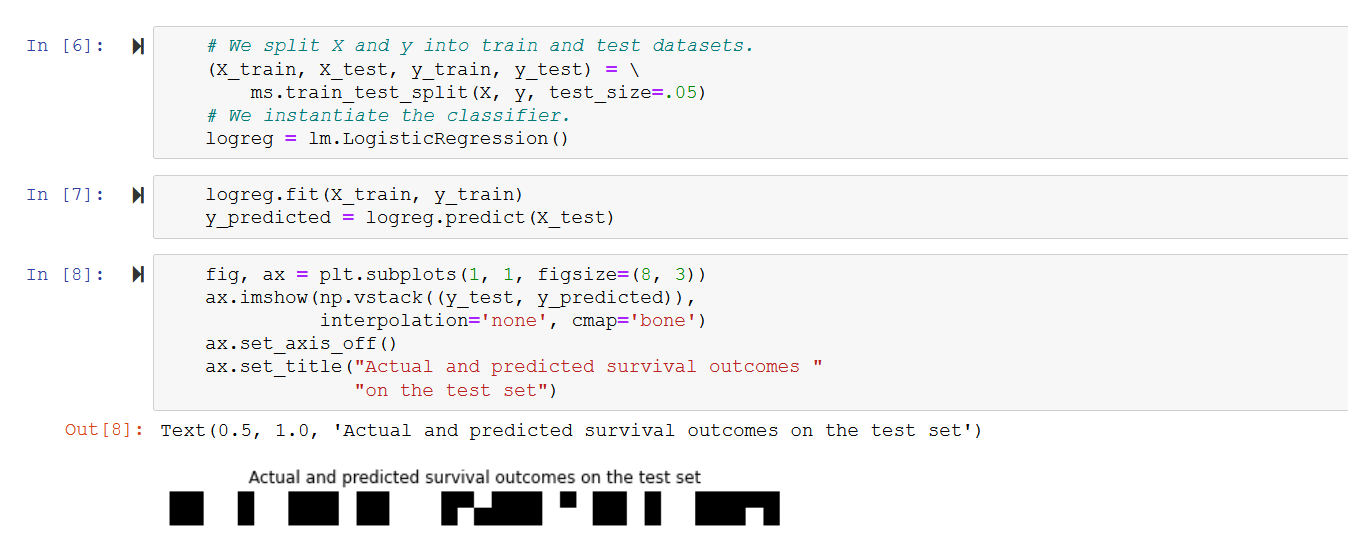 In [6]:
# We split X and y into train and test datasets.
(X_train, X_test, y_train, y_test) = \
    ms.train_test_split(X, y, test_size=.05)
# We instantiate the classifier.
logreg = lm.LogisticRegression()
In [7]:
logreg.fit(X_train, y_train)
y_predicted = logreg.predict(X_test)
In [8]:
fig, ax = plt.subplots(1, 1, figsize=(8, 3))
ax.imshow(np.vstack((y_test, y_predicted)),
          interpolation='none', cmap='bone')
ax.set_axis_off()
ax.set_title("Actual and predicted survival outcomes "
             "on the test set")
Out[8]: Text(0.5, 1.0, 'Actual and predicted survival outcomes on the test set')
Actual and predicted survival outcomes on the test set